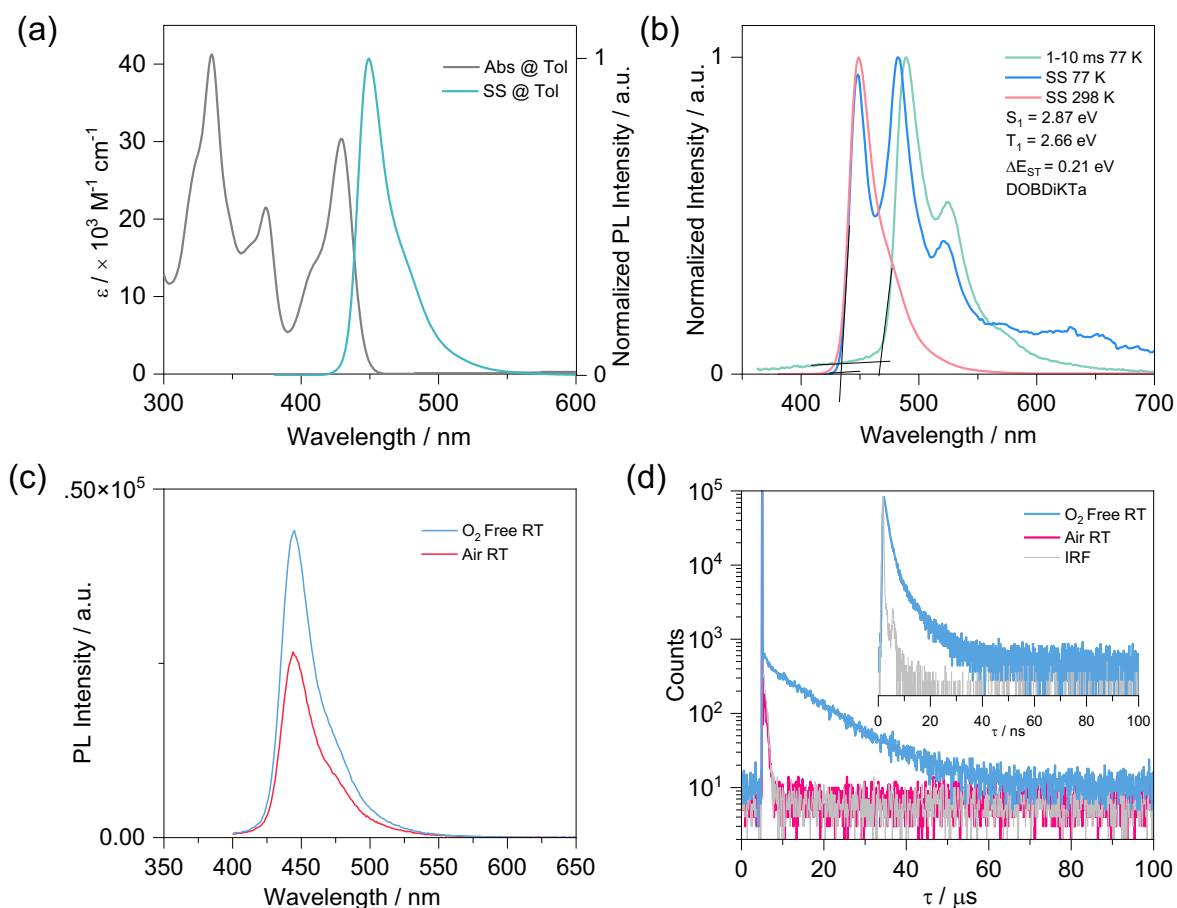 (a)
40
30
20
10
0
ε / × 10³ M⁻¹ cm⁻¹
Abs @ Tol
SS @ Tol
1
0
Normalized PL Intensity / a.u.
300
400
500
600
Wavelength / nm
(b)
1
0
Normalized Intensity / a.u.
1-10 ms 77 K
SS 77 K
SS 298 K
S₁ = 2.87 eV
T₁ = 2.66 eV
ΔE_ST = 0.21 eV
DOBDiKTa
400
500
600
700
Wavelength / nm
(c)
.50×10⁵
0.00
PL Intensity / a.u.
O₂ Free RT
Air RT
350
400
450
500
550
600
650
Wavelength / nm
(d)
10⁵
10⁴
10³
10²
10¹
Counts
O₂ Free RT
Air RT
IRF
0
20
40
60
80
100
τ / ns
0
20
40
60
80
100
τ / μs